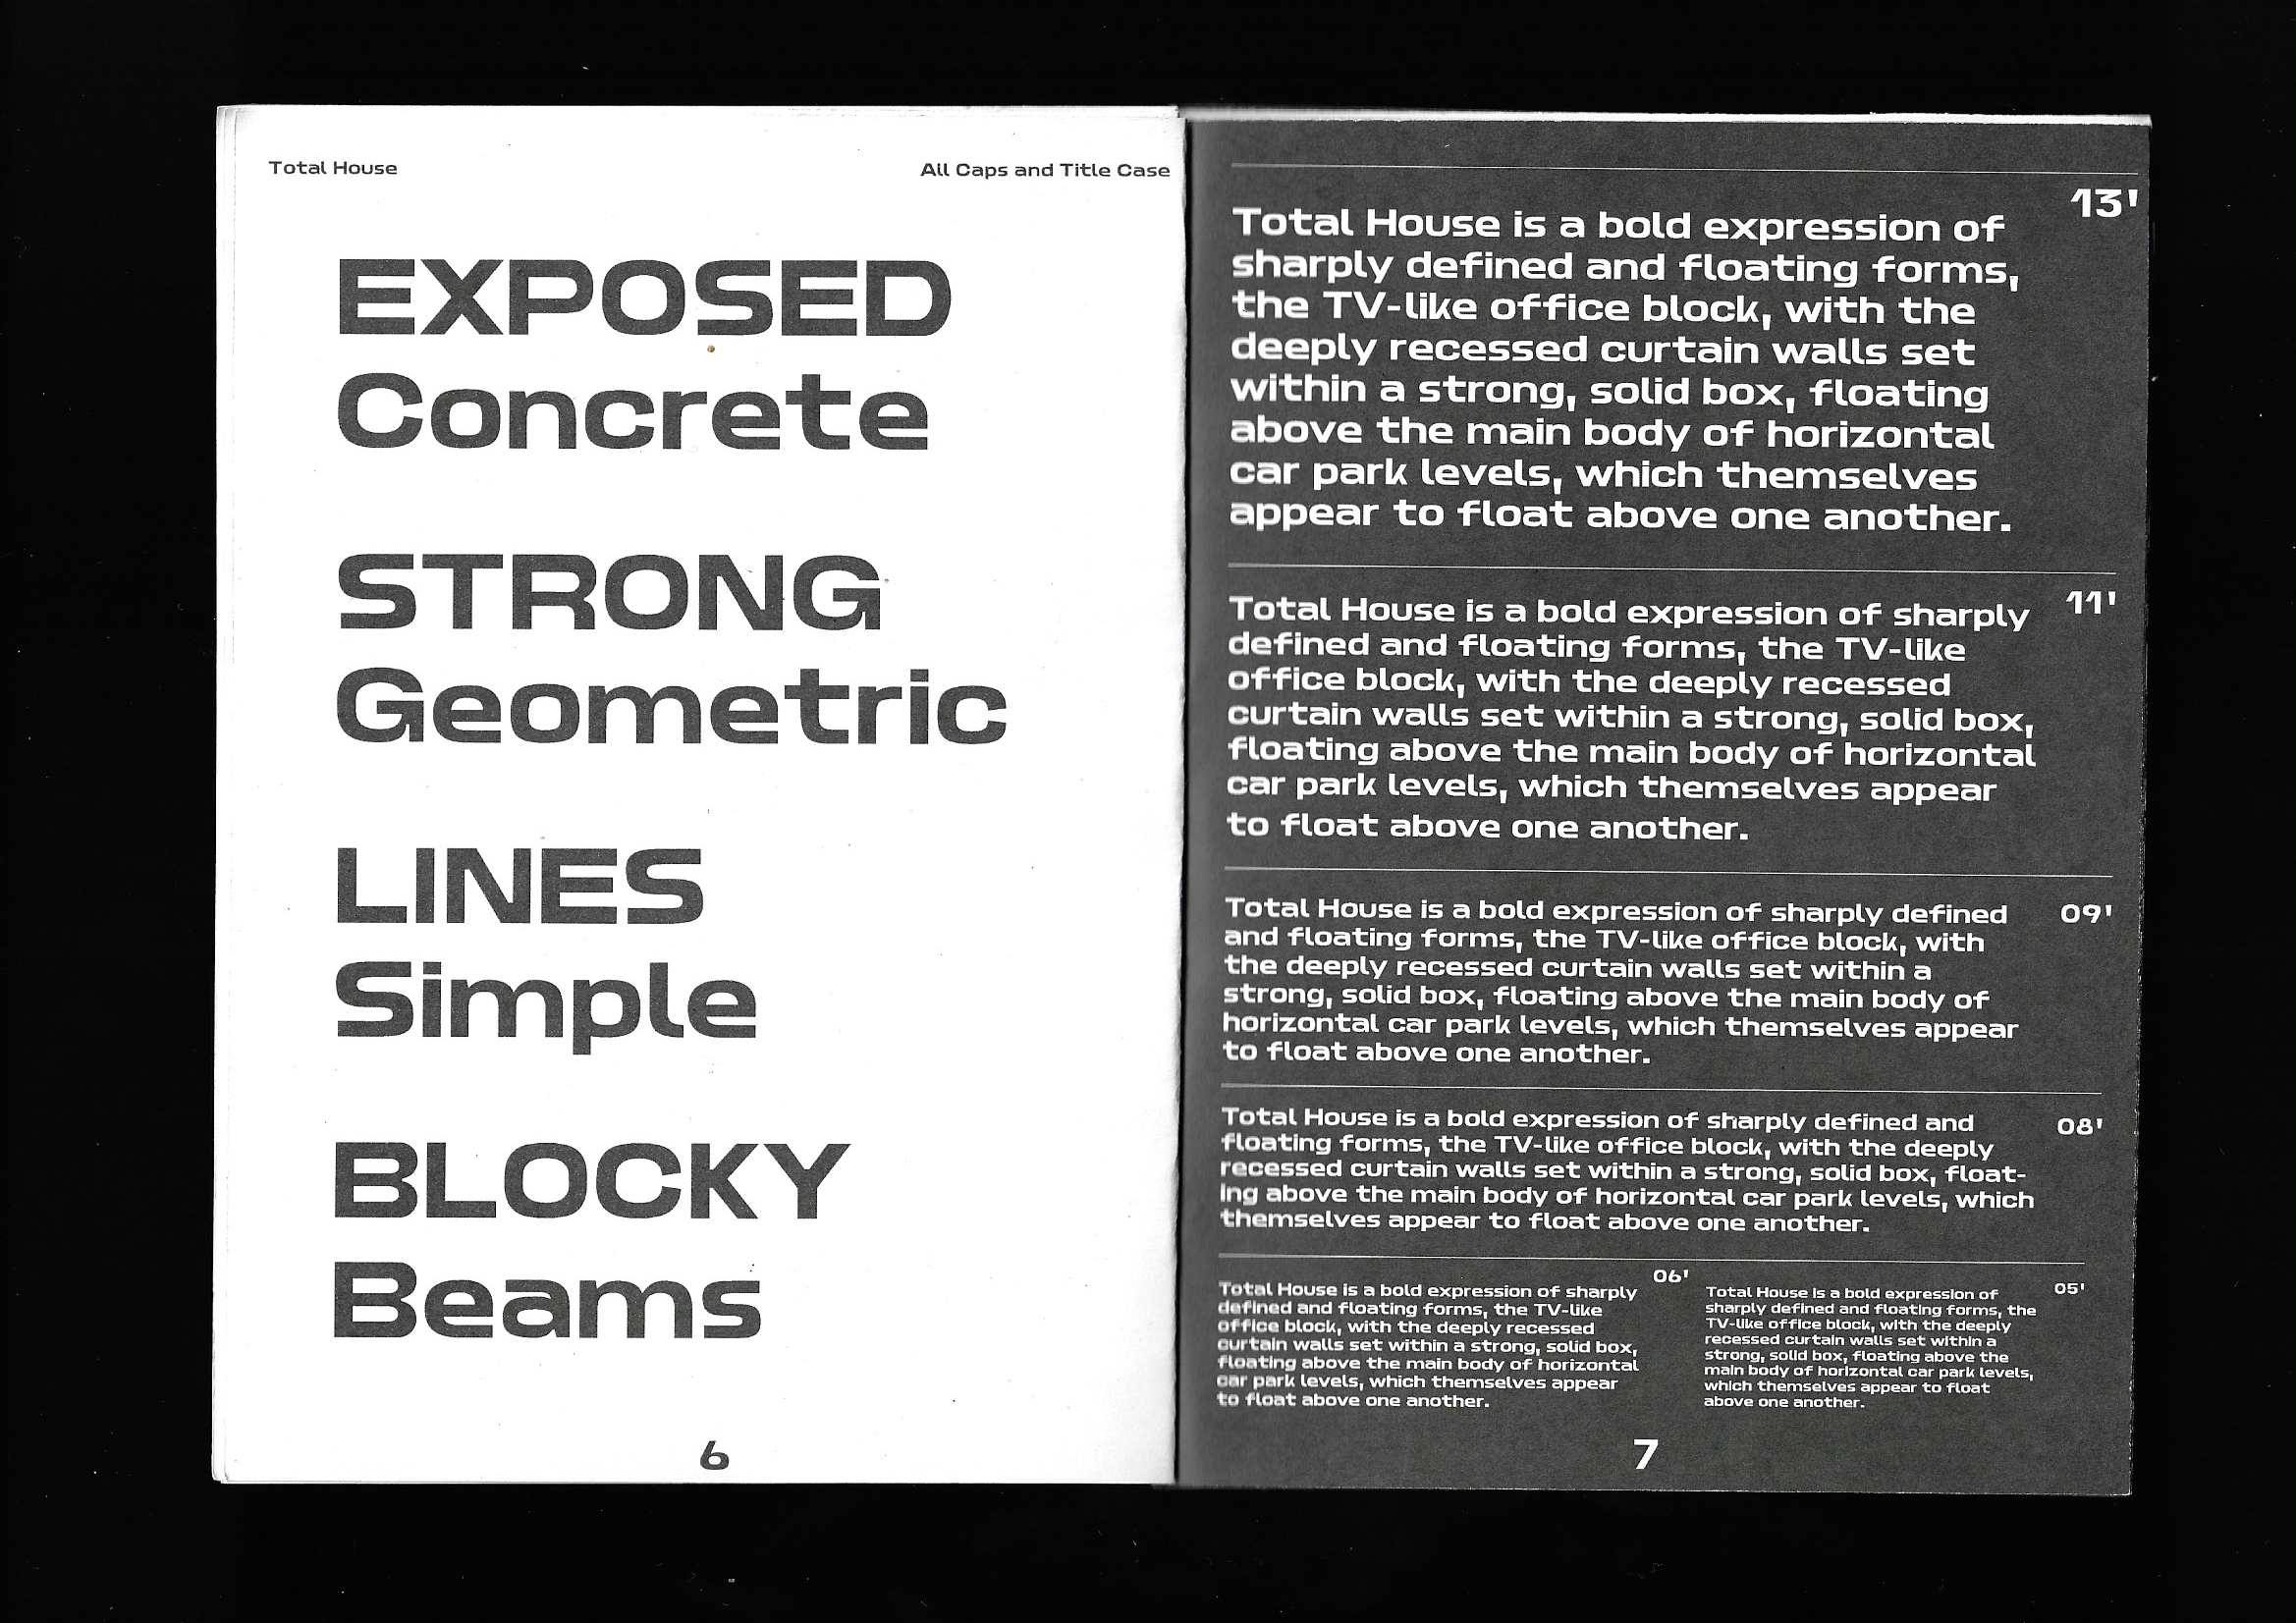 Total House
All Caps and Title Case
EXPOSED
Concrete
STRONG
Geometric
LINES
Simple
BLOCKY
Beams
6
13'
Total House is a bold expression of
sharply defined and floating forms,
the TV-like office block, with the
deeply recessed curtain walls set
within a strong, solid box, floating
above the main body of horizontal
car park levels, which themselves
appear to float above one another.
11'
Total House is a bold expression of sharply
defined and floating forms, the TV-like
office block, with the deeply recessed
curtain walls set within a strong, solid box,
floating above the main body of horizontal
car park levels, which themselves appear
to float above one another.
09'
Total House is a bold expression of sharply defined
and floating forms, the TV-like office block, with
the deeply recessed curtain walls set within a
strong, solid box, floating above the main body of
horizontal car park levels, which themselves appear
to float above one another.
08'
Total House is a bold expression of sharply defined and
floating forms, the TV-like office block, with the deeply
recessed curtain walls set within a strong, solid box, float-
ing above the main body of horizontal car park levels, which
themselves appear to float above one another.
06'
Total House is a bold expression of sharply
defined and floating forms, the TV-like
office block, with the deeply recessed
curtain walls set within a strong, solid box,
floating above the main body of horizontal
car park levels, which themselves appear
to float above one another.
05'
Total House is a bold expression of
sharply defined and floating forms, the
TV-like office block, with the deeply
recessed curtain walls set within a
strong, solid box, floating above the
main body of horizontal car park levels,
which themselves appear to float
above one another.
7